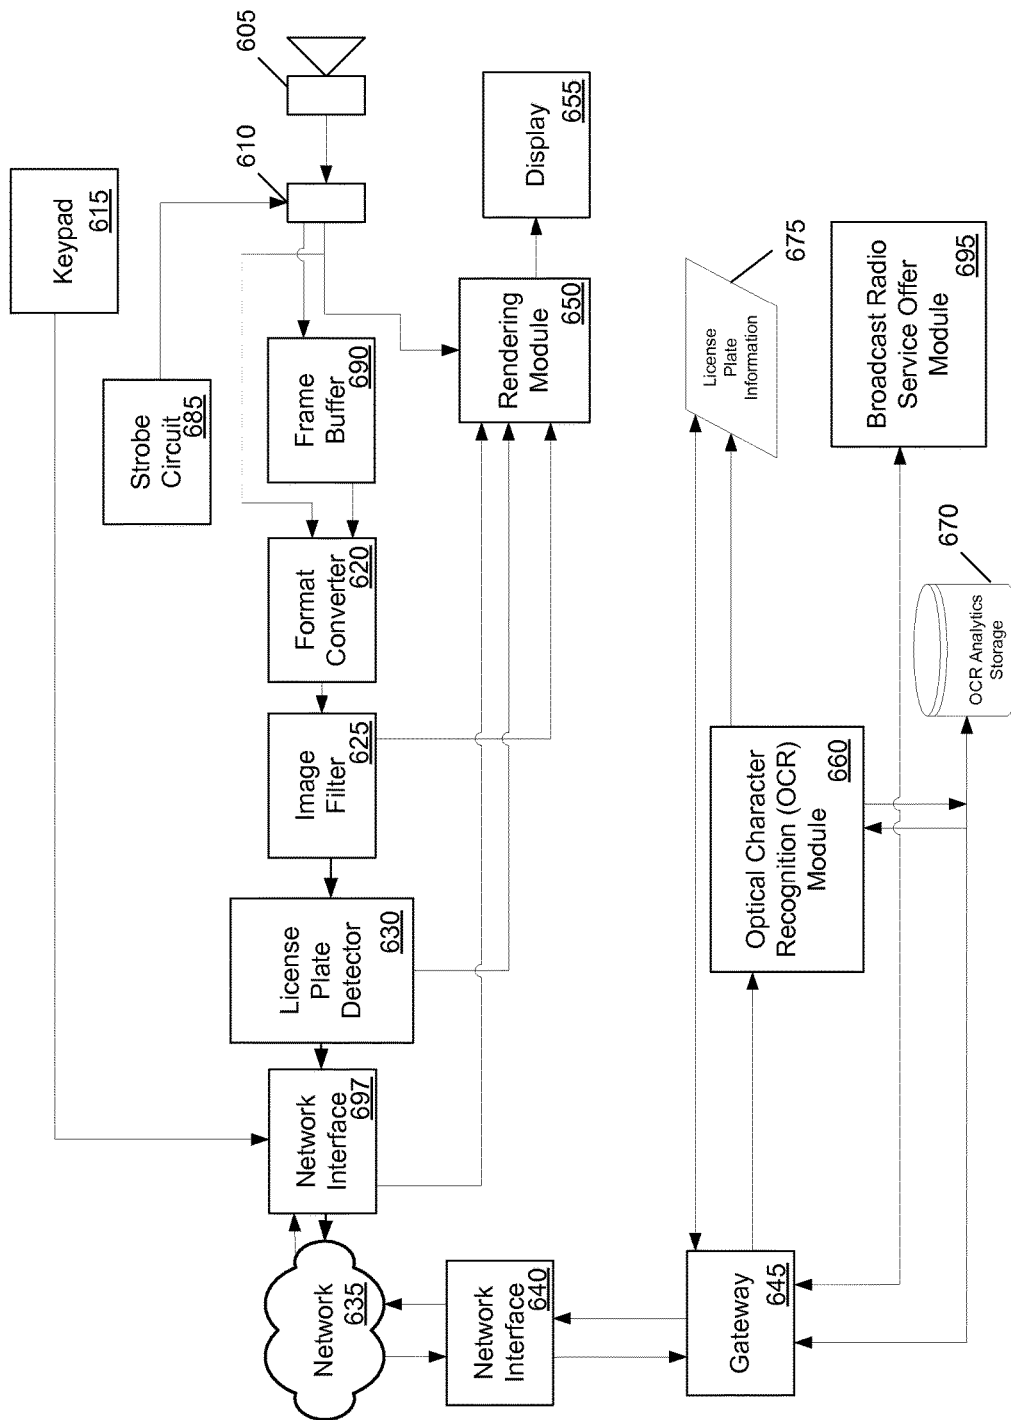 Keypad
615
605
Strobe
Circuit
685
610
Frame
Buffer
690
Format
Converter
620
Image
Filter
625
License
Plate
Detector
630
Network
Interface
697
Network
635
Network
Interface
640
Gateway
645
Rendering
Module
650
Display
655
License
Plate
Information
675
Optical Character
Recognition (OCR)
Module
660
Broadcast Radio
Service Offer
Module
695
OCR Analytics
Storage
670